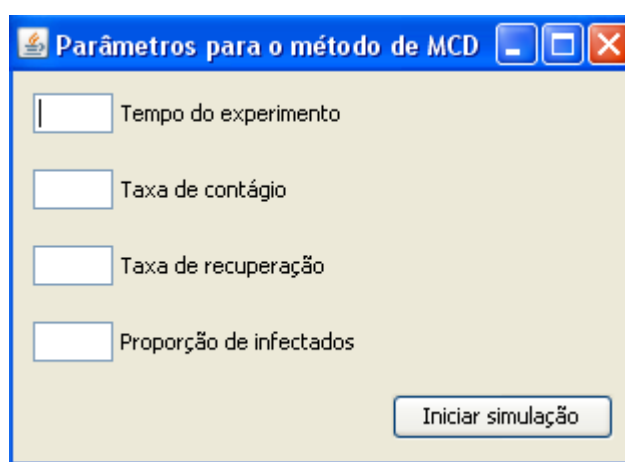 Parâmetros para o método de MCD
Tempo do experimento
Taxa de contágio
Taxa de recuperação
Proporção de infectados
Iniciar simulação